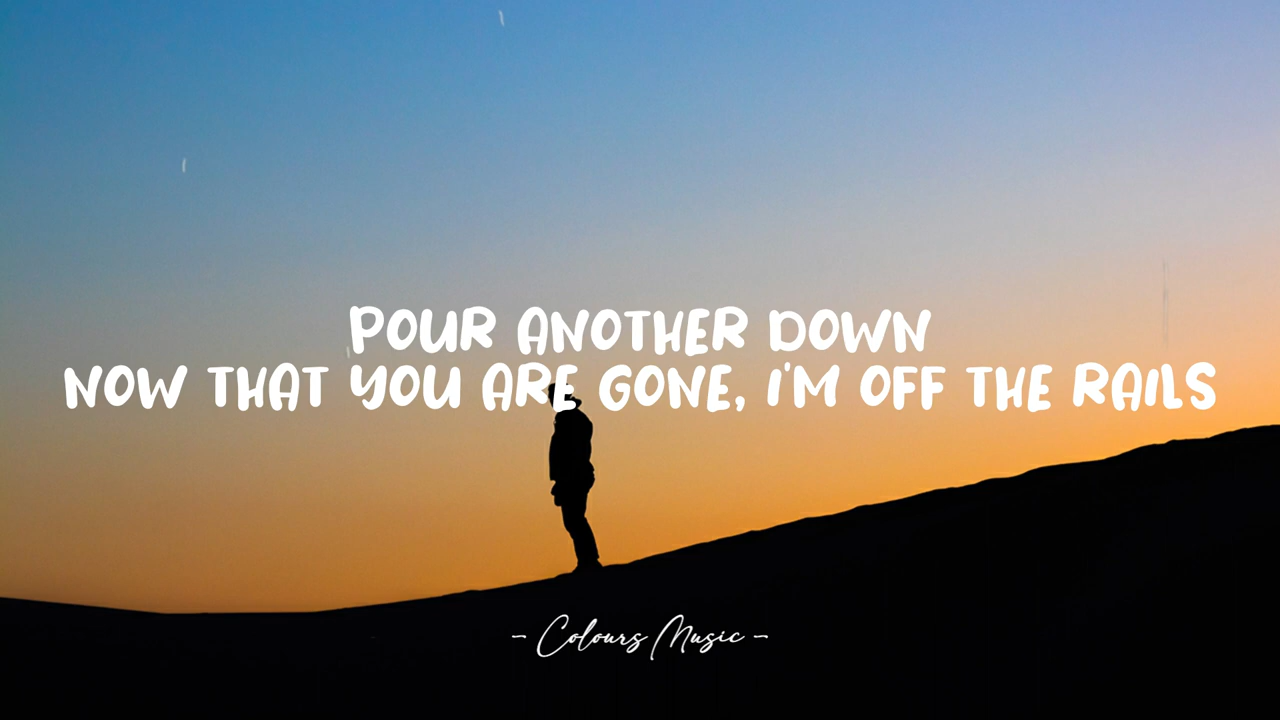 POUR ANOTHER DOWN
NOW THAT YOU ARE GONE, I'M OFF THE RAILS
- Colours Music -